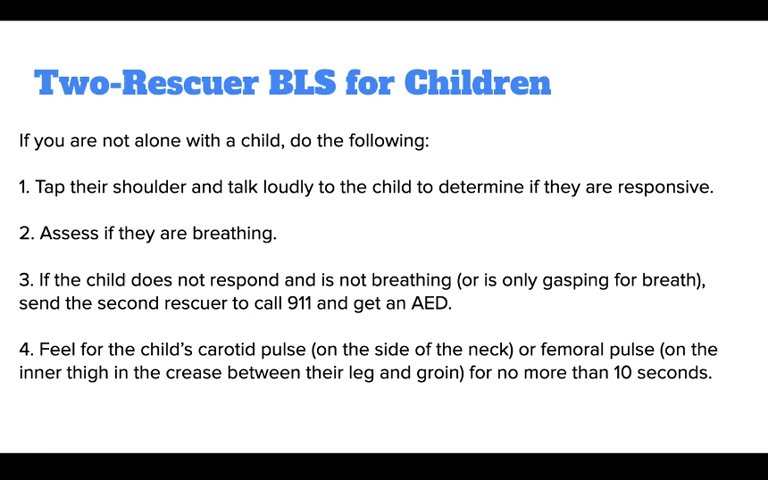 Two-Rescuer BLS for Children
If you are not alone with a child, do the following:
1. Tap their shoulder and talk loudly to the child to determine if they are responsive.
2. Assess if they are breathing.
3. If the child does not respond and is not breathing (or is only gasping for breath),
send the second rescuer to call 911 and get an AED.
4. Feel for the child’s carotid pulse (on the side of the neck) or femoral pulse (on the
inner thigh in the crease between their leg and groin) for no more than 10 seconds.